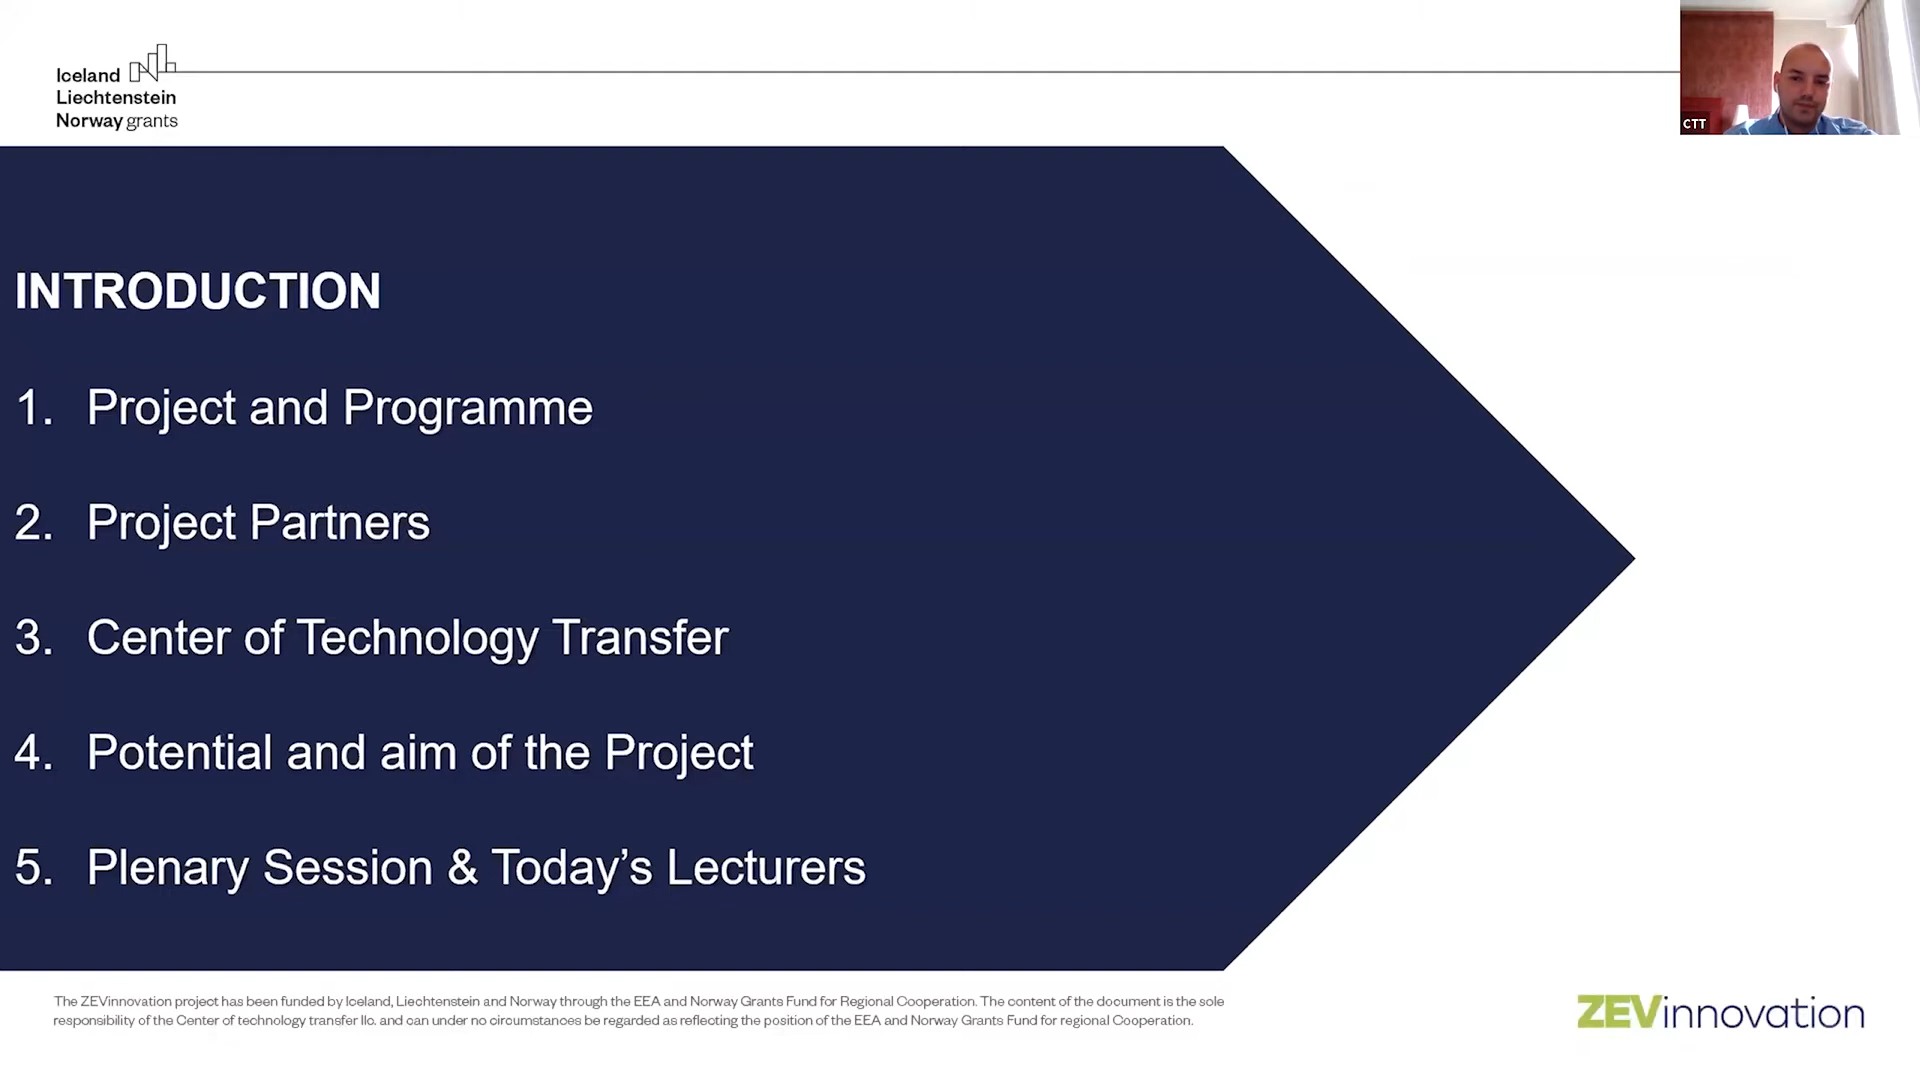 Iceland
Liechtenstein
Norway grants
CTT
INTRODUCTION
1. Project and Programme
2. Project Partners
3. Center of Technology Transfer
4. Potential and aim of the Project
5. Plenary Session & Today’s Lecturers
The ZEVinnovation project has been funded by Iceland, Liechtenstein and Norway through the EEA and Norway Grants Fund for Regional Cooperation. The content of the document is the sole
responsibility of the Center of technology transfer llc. and can under no circumstances be regarded as reflecting the position of the EEA and Norway Grants Fund for regional Cooperation.
ZEVinnovation